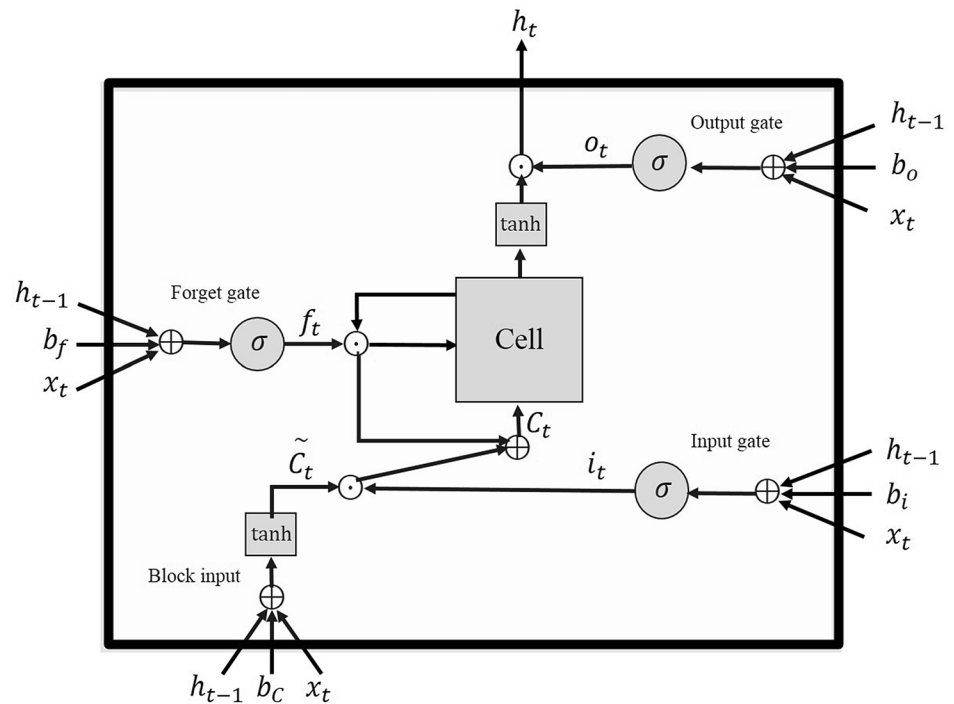 h_t
Output gate
h_{t-1}
o_t
σ
b_o
x_t
tanh
Forget gate
h_{t-1}
f_t
b_f
σ
x_t
Cell
C_t
Input gate
h_{t-1}
C̃_t
i_t
σ
b_i
x_t
tanh
Block input
h_{t-1} b_C x_t